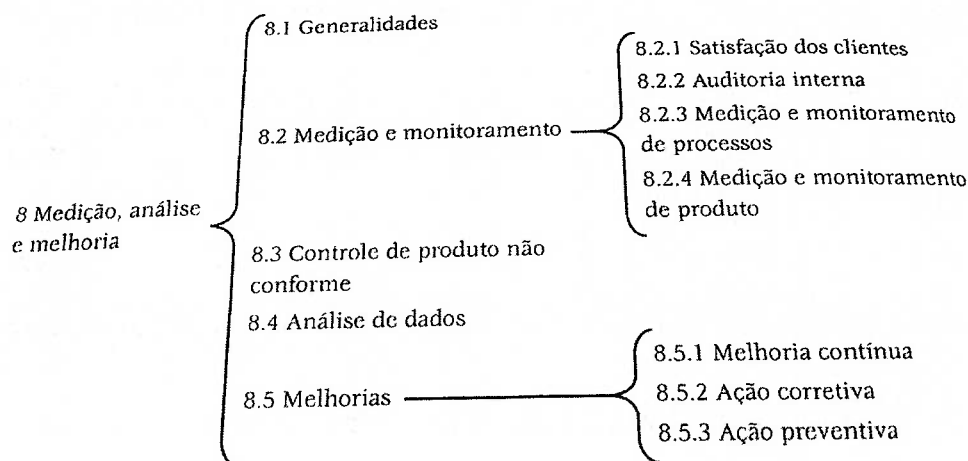 8 Medição, análise
e melhoria
8.1 Generalidades
8.2 Medição e monitoramento
8.2.1 Satisfação dos clientes
8.2.2 Auditoria interna
8.2.3 Medição e monitoramento
de processos
8.2.4 Medição e monitoramento
de produto
8.3 Controle de produto não
conforme
8.4 Análise de dados
8.5 Melhorias
8.5.1 Melhoria contínua
8.5.2 Ação corretiva
8.5.3 Ação preventiva